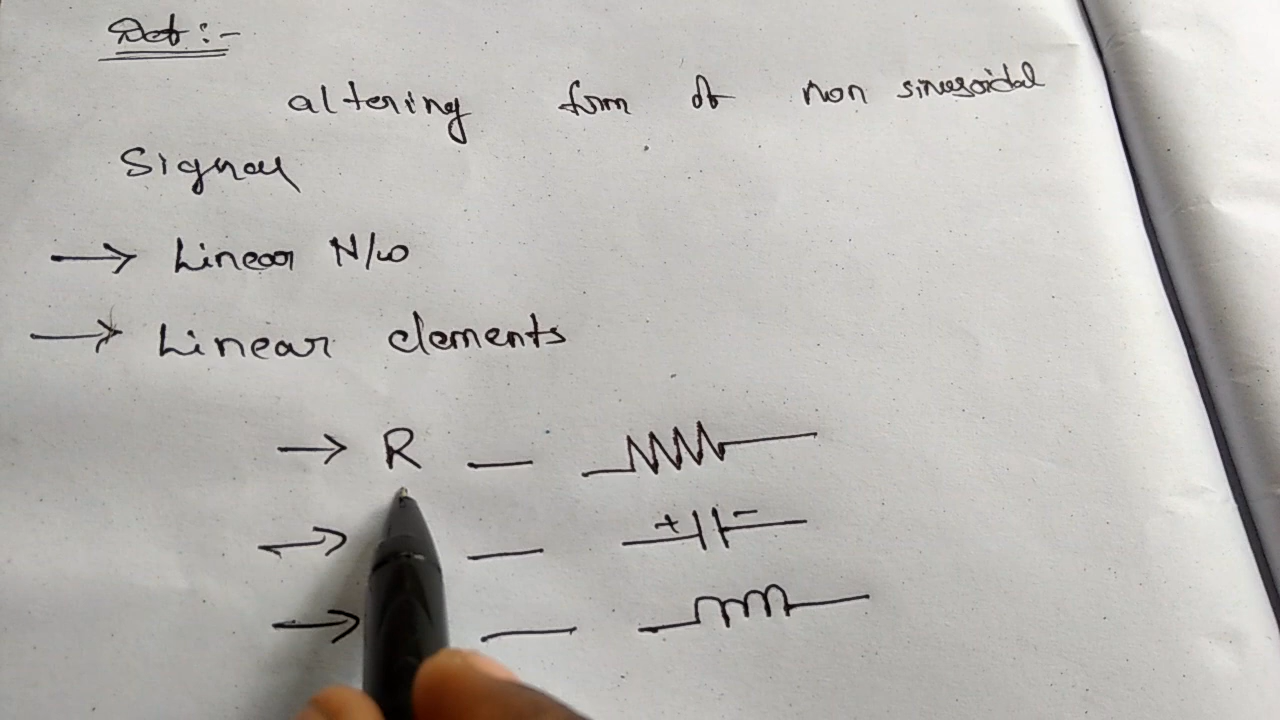 Def :-
altering form of non sinusoidal
Signal
→ Linear N/w
→ Linear elements
→ R —
→ — + -
→ —